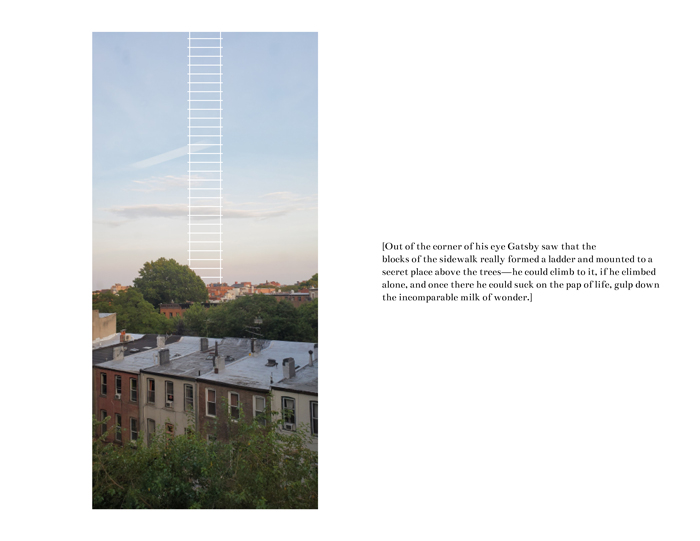 [Out of the corner of his eye Gatsby saw that the
blocks of the sidewalk really formed a ladder and mounted to a
secret place above the trees—he could climb to it, if he climbed
alone, and once there he could suck on the pap of life, gulp down
the incomparable milk of wonder.]